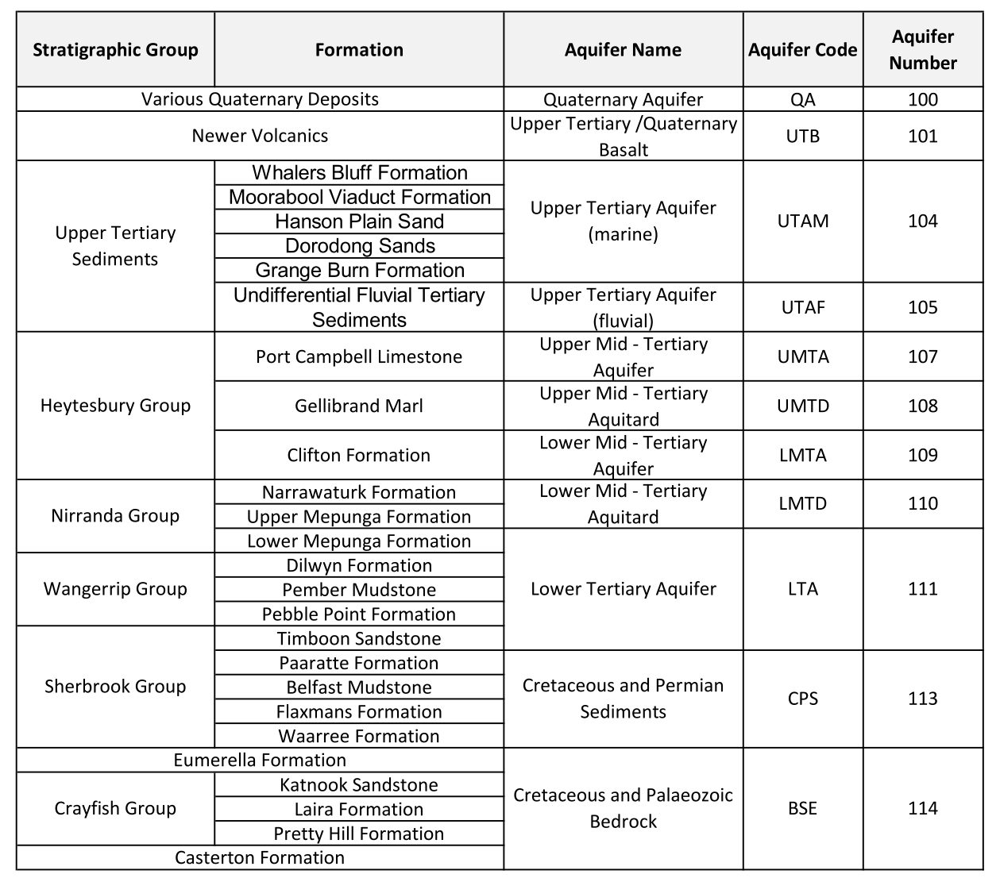 Stratigraphic Group
Formation
Aquifer Name
Aquifer Code
Aquifer
Number
Various Quaternary Deposits
Quaternary Aquifer
QA
100
Newer Volcanics
Upper Tertiary /Quaternary
Basalt
UTB
101
Upper Tertiary
Sediments
Whalers Bluff Formation
Moorabool Viaduct Formation
Hanson Plain Sand
Dorodong Sands
Grange Burn Formation
Upper Tertiary Aquifer
(marine)
UTAM
104
Undifferential Fluvial Tertiary
Sediments
Upper Tertiary Aquifer
(fluvial)
UTAF
105
Heytesbury Group
Port Campbell Limestone
Upper Mid - Tertiary
Aquifer
UMTA
107
Gellibrand Marl
Upper Mid - Tertiary
Aquitard
UMTD
108
Clifton Formation
Lower Mid - Tertiary
Aquifer
LMTA
109
Nirranda Group
Narrawaturk Formation
Upper Mepunga Formation
Lower Mid - Tertiary
Aquitard
LMTD
110
Lower Mepunga Formation
Wangerrip Group
Dilwyn Formation
Pember Mudstone
Pebble Point Formation
Lower Tertiary Aquifer
LTA
111
Sherbrook Group
Timboon Sandstone
Paaratte Formation
Belfast Mudstone
Flaxmans Formation
Waarree Formation
Cretaceous and Permian
Sediments
CPS
113
Eumerella Formation
Crayfish Group
Katnook Sandstone
Laira Formation
Pretty Hill Formation
Cretaceous and Palaeozoic
Bedrock
BSE
114
Casterton Formation